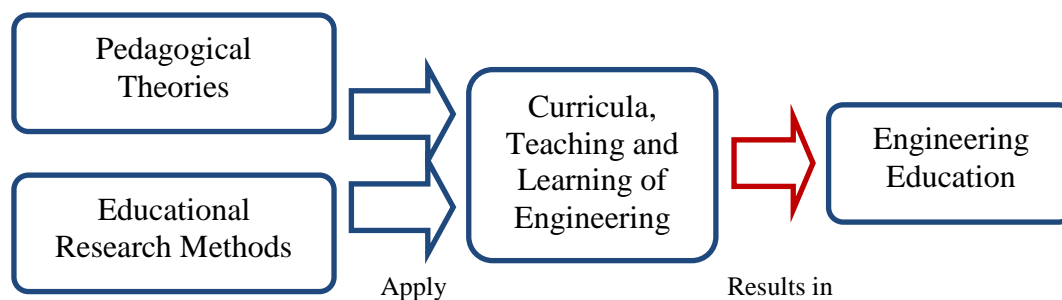 Pedagogical
Theories
Educational
Research Methods
Apply
Curricula,
Teaching and
Learning of
Engineering
Results in
Engineering
Education